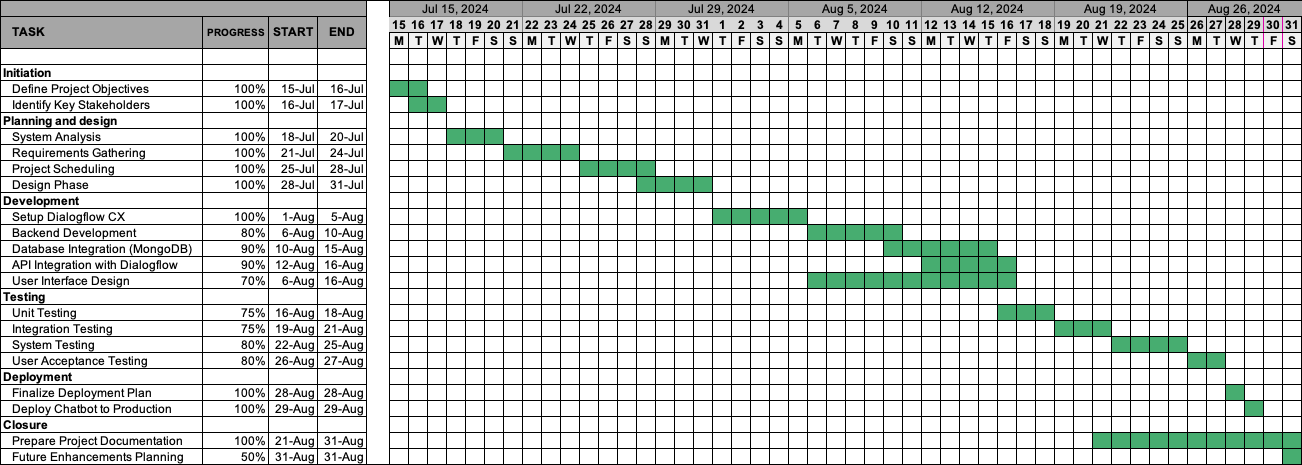 Jul 15, 2024 Jul 22, 2024 Jul 29, 2024 Aug 5, 2024 Aug 12, 2024 Aug 19, 2024 Aug 26, 2024
TASK PROGRESS START END 15 16 17 18 19 20 21 22 23 24 25 26 27 28 29 30 31 1 2 3 4 5 6 7 8 9 10 11 12 13 14 15 16 17 18 19 20 21 22 23 24 25 26 27 28 29 30 31
M T W T F S S M T W T F S S M T W T F S S M T W T F S S M T W T F S S M T W T F S S M T W T F S
Initiation
Define Project Objectives 100% 15-Jul 16-Jul
Identify Key Stakeholders 100% 16-Jul 17-Jul
Planning and design
System Analysis 100% 18-Jul 20-Jul
Requirements Gathering 100% 21-Jul 24-Jul
Project Scheduling 100% 25-Jul 28-Jul
Design Phase 100% 28-Jul 31-Jul
Development
Setup Dialogflow CX 100% 1-Aug 5-Aug
Backend Development 80% 6-Aug 10-Aug
Database Integration (MongoDB) 90% 10-Aug 15-Aug
API Integration with Dialogflow 90% 12-Aug 16-Aug
User Interface Design 70% 6-Aug 16-Aug
Testing
Unit Testing 75% 16-Aug 18-Aug
Integration Testing 75% 19-Aug 21-Aug
System Testing 80% 22-Aug 25-Aug
User Acceptance Testing 80% 26-Aug 27-Aug
Deployment
Finalize Deployment Plan 100% 28-Aug 28-Aug
Deploy Chatbot to Production 100% 29-Aug 29-Aug
Closure
Prepare Project Documentation 100% 21-Aug 31-Aug
Future Enhancements Planning 50% 31-Aug 31-Aug